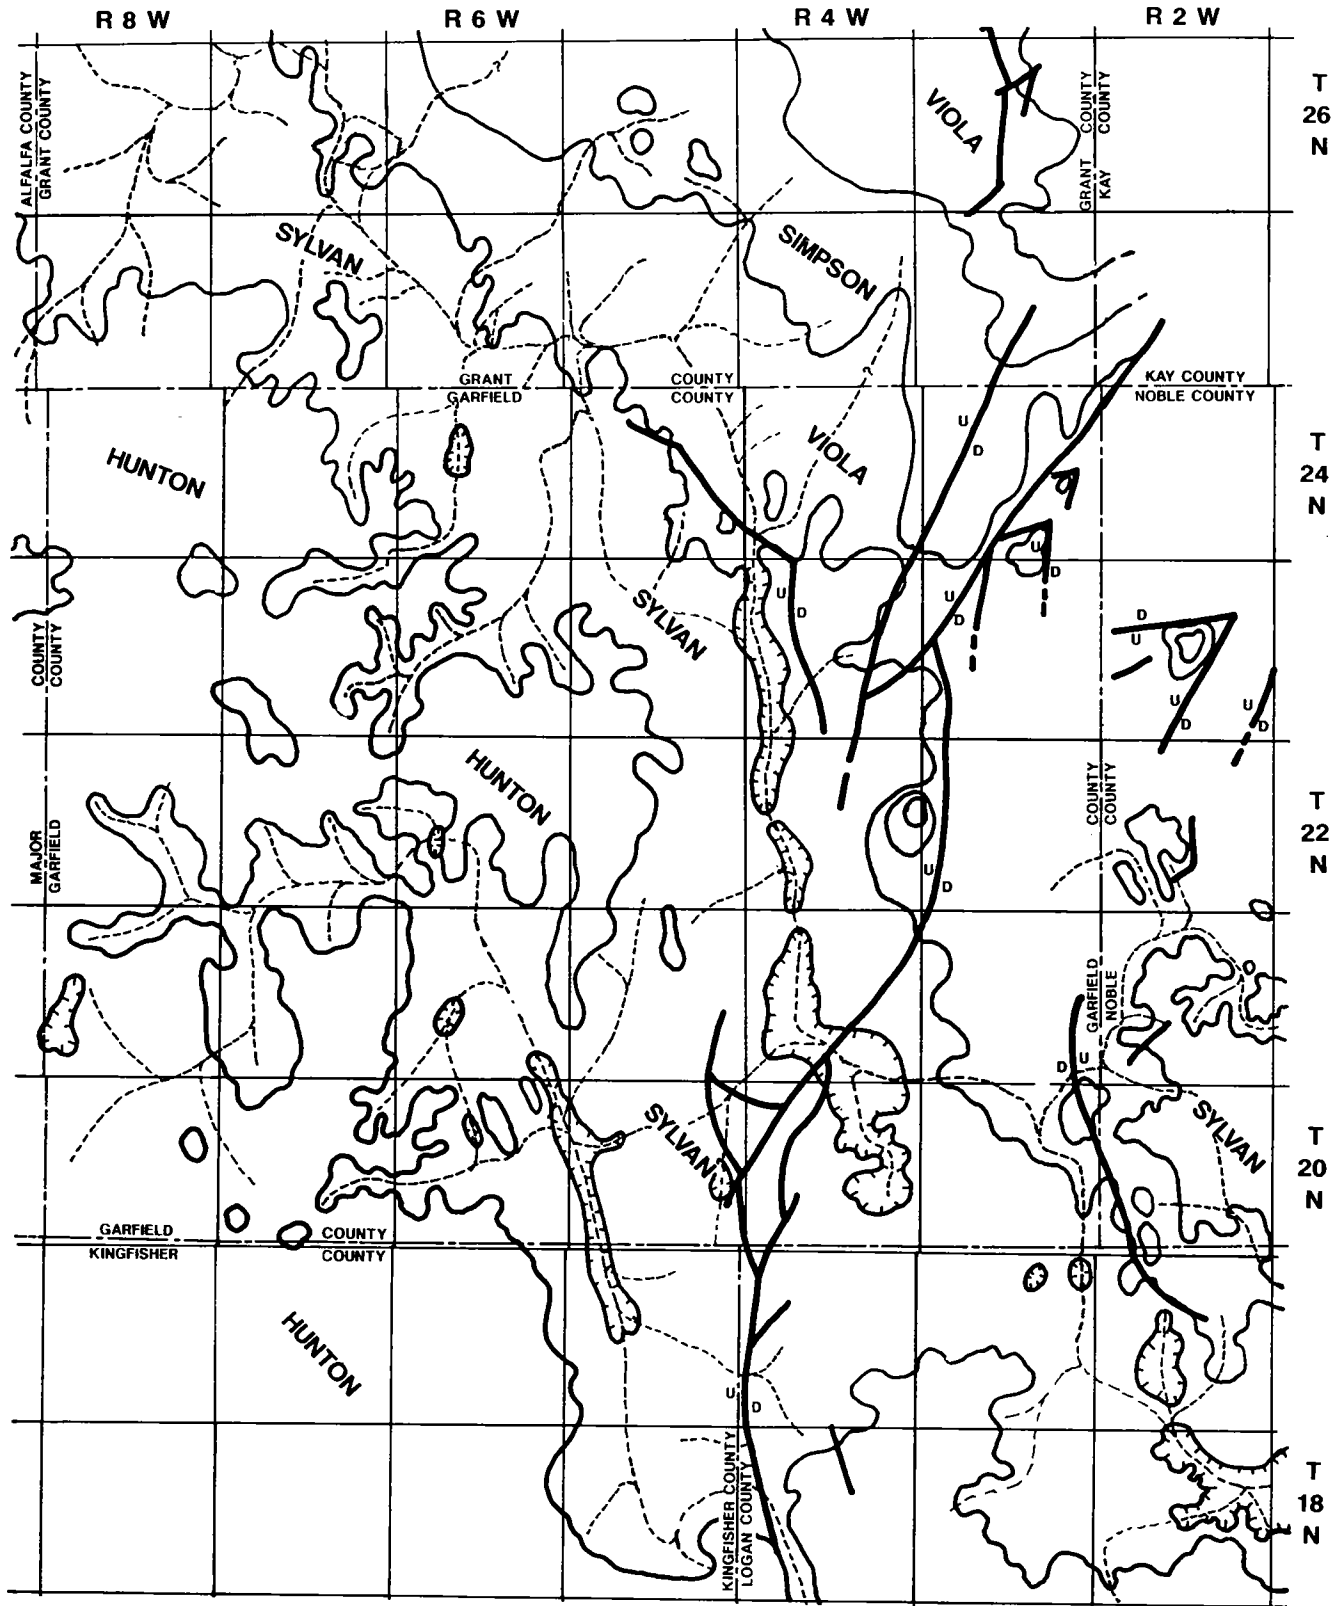 R 8 W R 6 W R 4 W R 2 W
T
26
N
ALFALFA COUNTY
GRANT COUNTY
VIOLA
GRANT COUNTY
KAY COUNTY
SYLVAN
SIMPSON
GRANT COUNTY
GARFIELD COUNTY
KAY COUNTY
NOBLE COUNTY
HUNTON
VIOLA
U
D
T
24
N
U
D
SYLVAN
U
D
U
D
D
U
COUNTY
COUNTY
U
D
U
D
HUNTON
COUNTY
COUNTY
T
22
N
MAJOR
GARFIELD
U
D
GARFIELD
NOBLE
D
U
SYLVAN
SYLVAN
T
20
N
GARFIELD COUNTY
KINGFISHER COUNTY
HUNTON
U
D
KINGFISHER COUNTY
LOGAN COUNTY
T
18
N